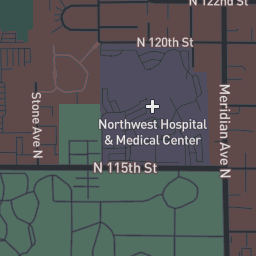 N 122nd St
N 120th St
Stone Ave N
Meridian Ave N
Northwest Hospital
& Medical Center
N 115th St